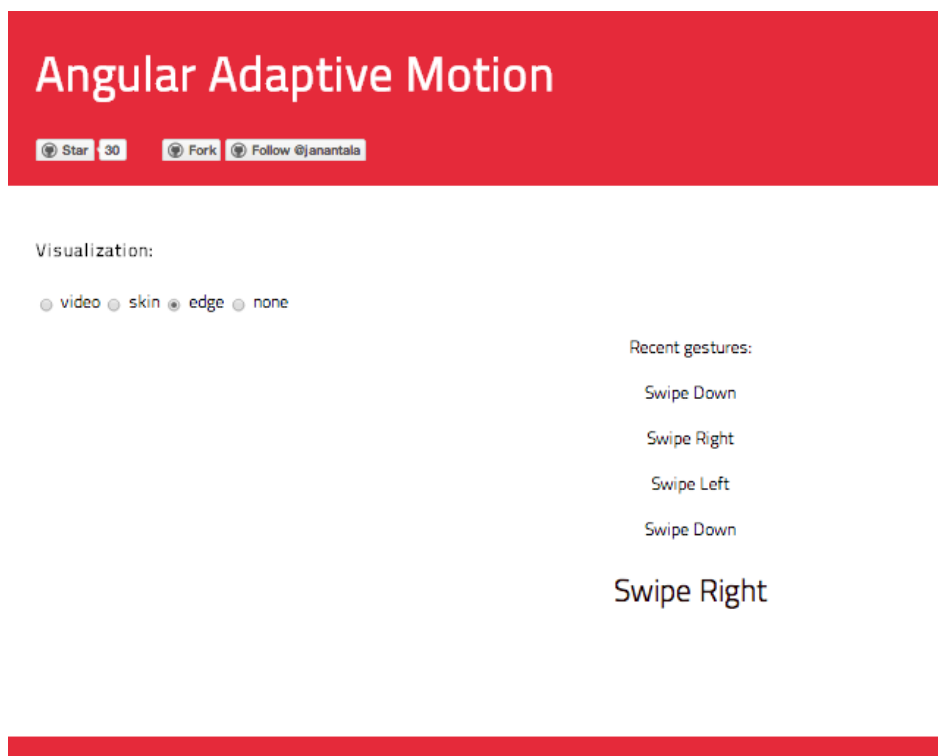 Angular Adaptive Motion
Star 30 Fork Follow @janantala
Visualization:
video skin edge none
Recent gestures:
Swipe Down
Swipe Right
Swipe Left
Swipe Down
Swipe Right